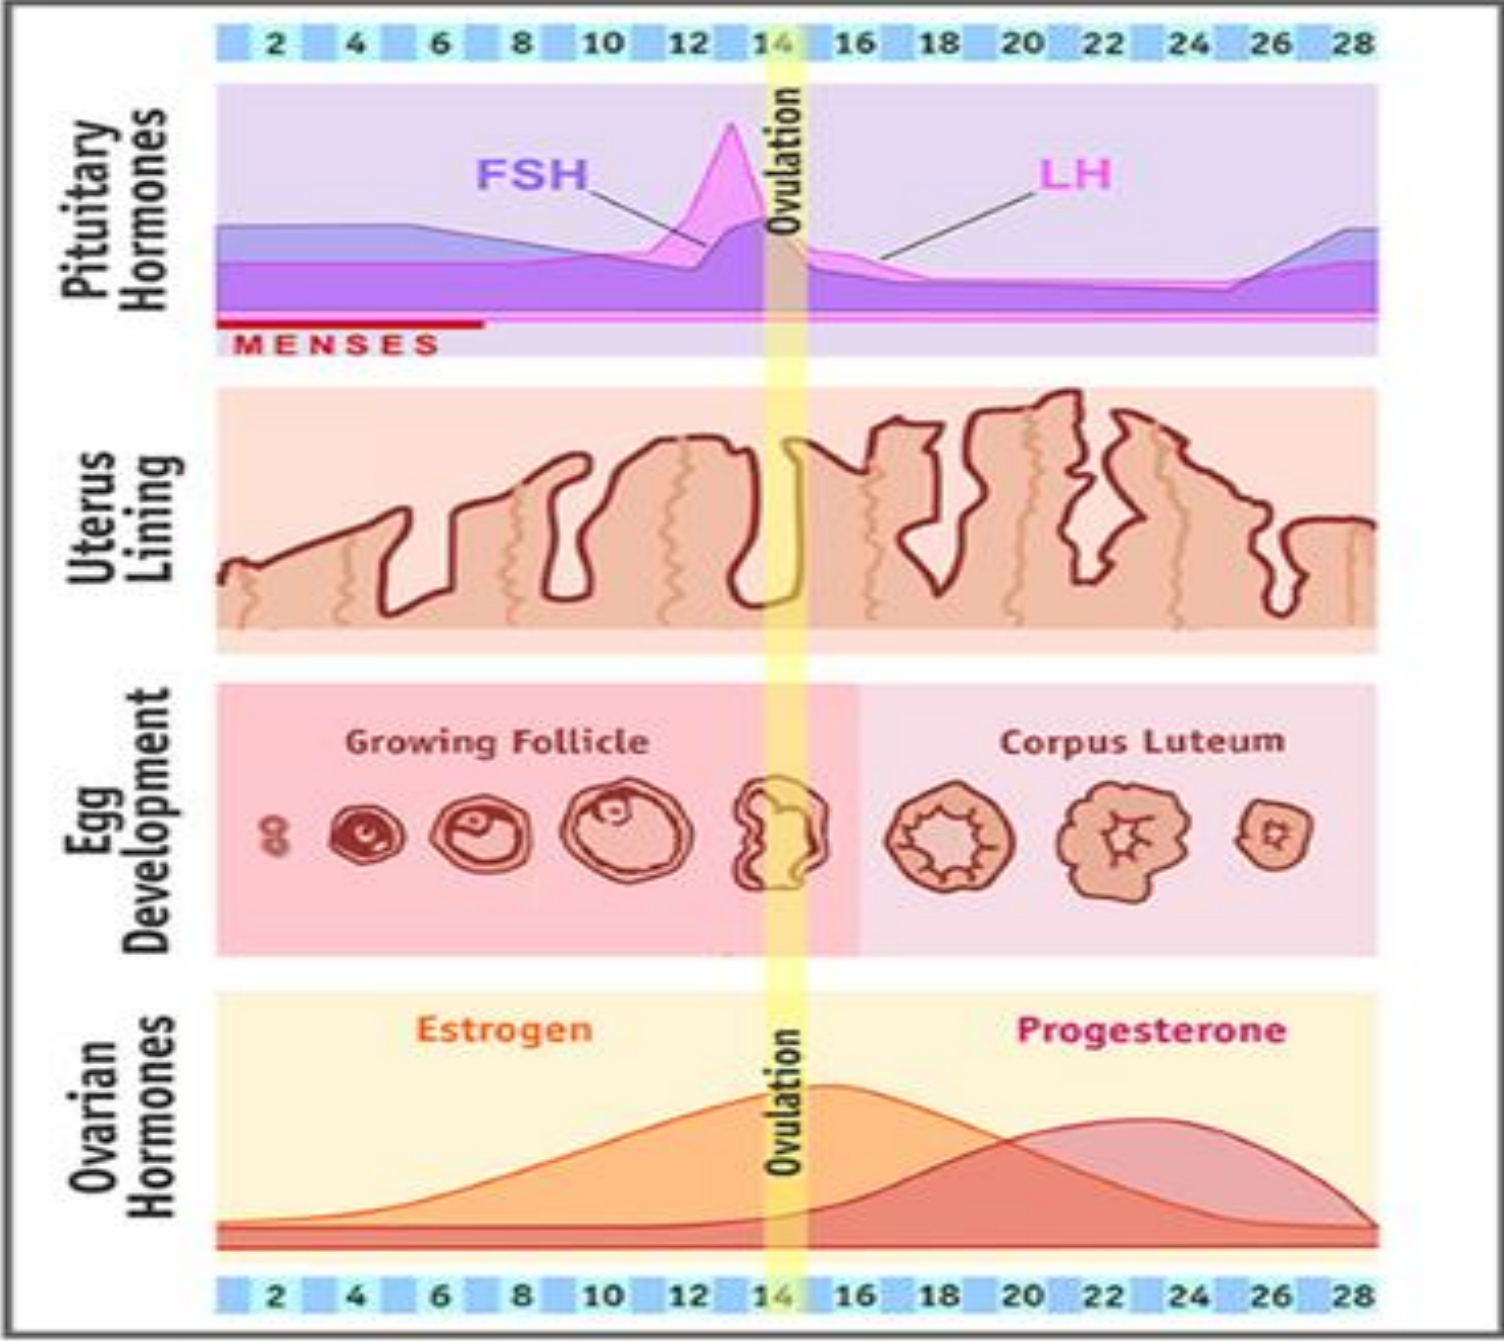 2 4 6 8 10 12 14 16 18 20 22 24 26 28
Pituitary
Hormones
FSH
Ovulation
LH
MENSES
Uterus
Lining
Egg
Development
Growing Follicle
Corpus Luteum
Ovarian
Hormones
Estrogen
Ovulation
Progesterone
2 4 6 8 10 12 14 16 18 20 22 24 26 28